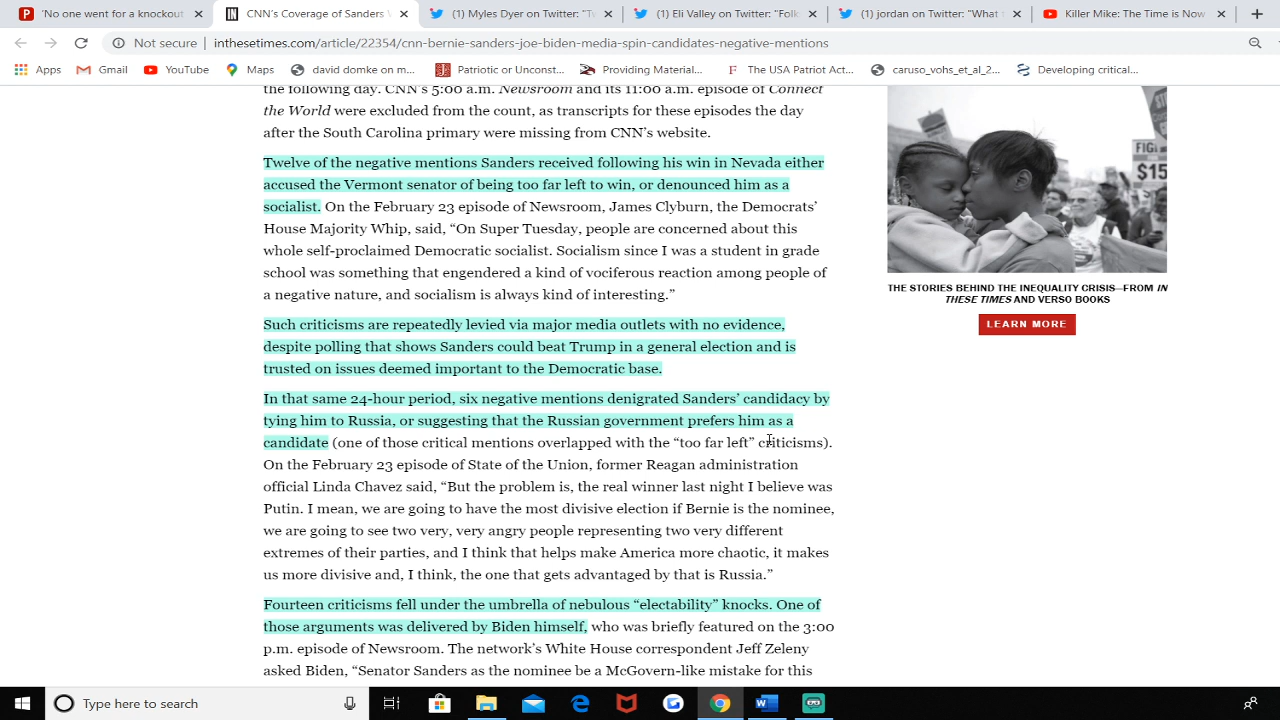 'No one went for a knockout
CNN's Coverage of Sanders W
(1) Myles Dyer on Twitter: "Tw
(1) Eli Valley on Twitter: "Folk
(1) jordan on Twitter: "What t
Killer Mike: The Time is Now
Not secure | inthesetimes.com/article/22354/cnn-bernie-sanders-joe-biden-media-spin-candidates-negative-mentions
Apps
Gmail
YouTube
Maps
david domke on m...
Patriotic or Unconst...
Providing Material...
The USA Patriot Act...
caruso_vohs_et_al_2...
Developing critical...
the following day. CNN's 5:00 a.m. Newsroom and its 11:00 a.m. episode of Connect
the World were excluded from the count, as transcripts for these episodes the day
after the South Carolina primary were missing from CNN's website.
Twelve of the negative mentions Sanders received following his win in Nevada either
accused the Vermont senator of being too far left to win, or denounced him as a
socialist. On the February 23 episode of Newsroom, James Clyburn, the Democrats'
House Majority Whip, said, “On Super Tuesday, people are concerned about this
whole self-proclaimed Democratic socialist. Socialism since I was a student in grade
school was something that engendered a kind of vociferous reaction among people of
a negative nature, and socialism is always kind of interesting.”
Such criticisms are repeatedly levied via major media outlets with no evidence,
despite polling that shows Sanders could beat Trump in a general election and is
trusted on issues deemed important to the Democratic base.
In that same 24-hour period, six negative mentions denigrated Sanders' candidacy by
tying him to Russia, or suggesting that the Russian government prefers him as a
candidate (one of those critical mentions overlapped with the “too far left” criticisms).
On the February 23 episode of State of the Union, former Reagan administration
official Linda Chavez said, “But the problem is, the real winner last night I believe was
Putin. I mean, we are going to have the most divisive election if Bernie is the nominee,
we are going to see two very, very angry people representing two very different
extremes of their parties, and I think that helps make America more chaotic, it makes
us more divisive and, I think, the one that gets advantaged by that is Russia.”
Fourteen criticisms fell under the umbrella of nebulous “electability” knocks. One of
those arguments was delivered by Biden himself, who was briefly featured on the 3:00
p.m. episode of Newsroom. The network's White House correspondent Jeff Zeleny
asked Biden, “Senator Sanders as the nominee be a McGovern-like mistake for this
FIG
$15
THE STORIES BEHIND THE INEQUALITY CRISIS—FROM IN
THESE TIMES AND VERSO BOOKS
LEARN MORE
Type here to search